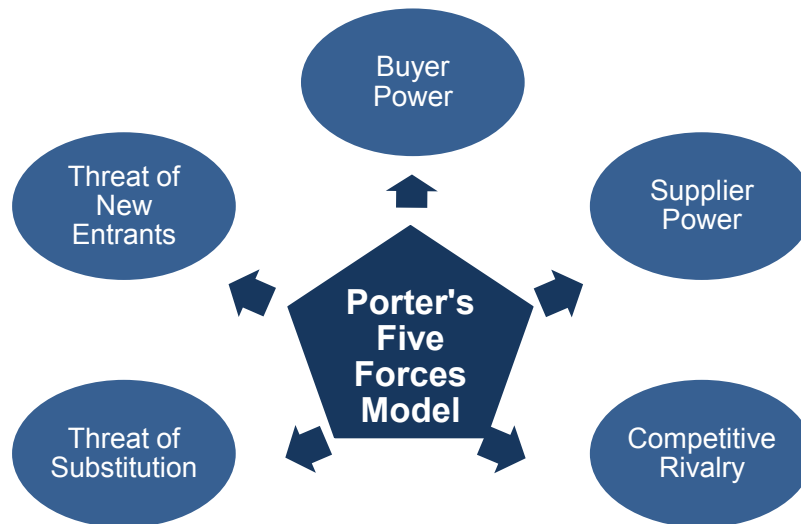 Buyer
Power
Threat of
New
Entrants
Supplier
Power
Porter's
Five
Forces
Model
Threat of
Substitution
Competitive
Rivalry